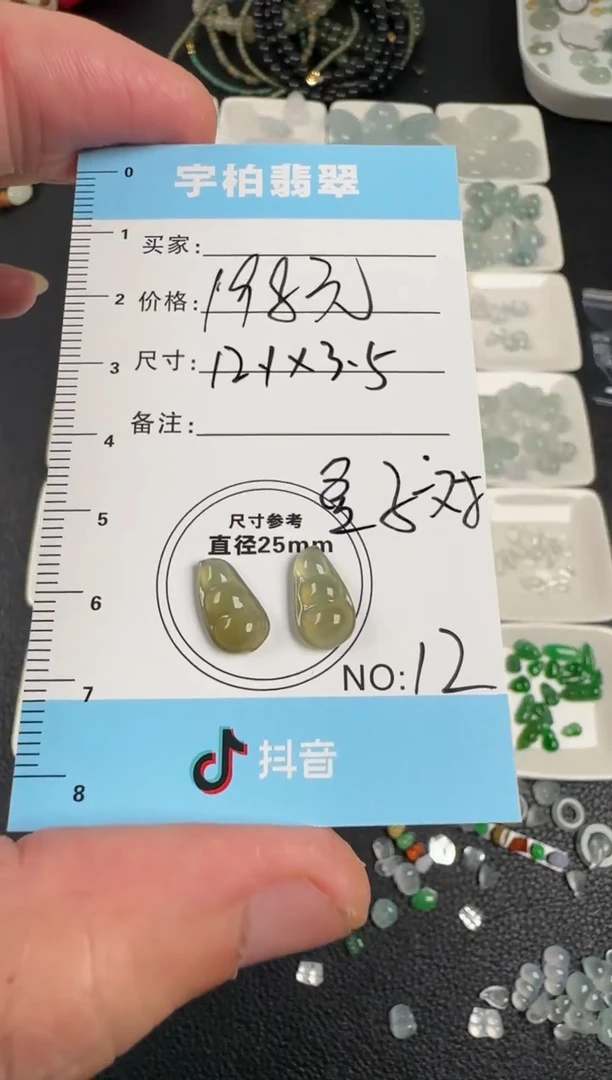 0
宇柏翡翠
1
买家:
2
价格: 198元
3
尺寸: 12.1×3.5
4
备注:
5
尺寸参考
直径25mm
6
NO: 12
7
抖音
8